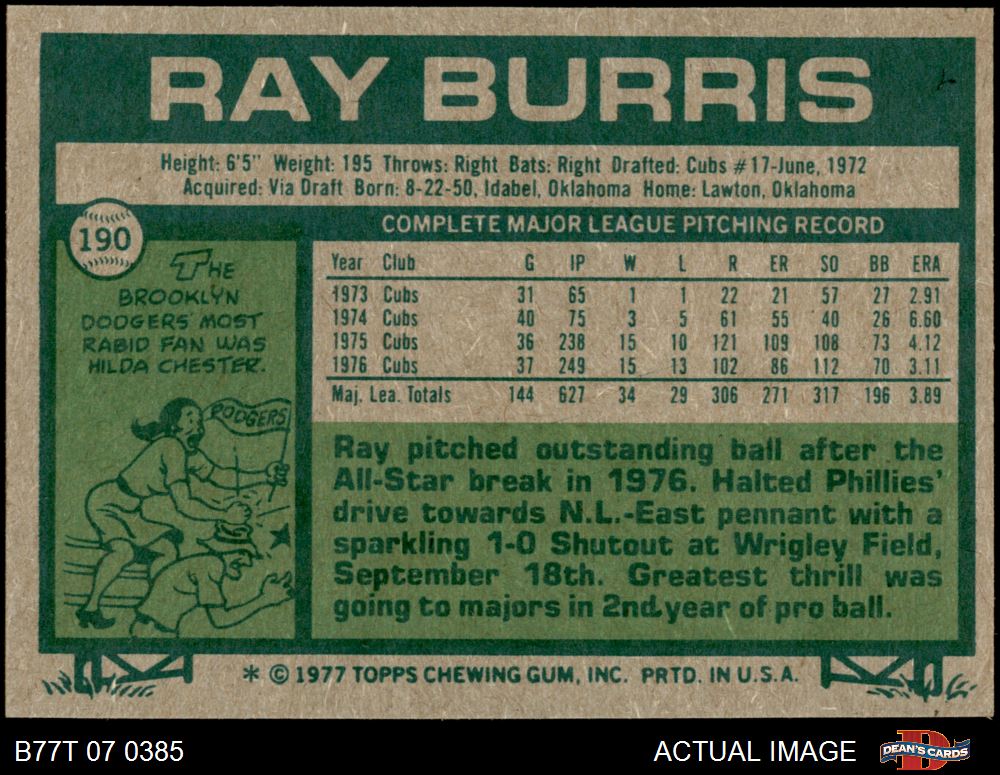 RAY BURRIS
Height: 6'5" Weight: 195 Throws: Right Bats: Right Drafted: Cubs #17-June, 1972
Acquired: Via Draft Born: 8-22-50, Idabel, Oklahoma Home: Lawton, Oklahoma
190
COMPLETE MAJOR LEAGUE PITCHING RECORD
Year Club G IP W L R ER SO BB ERA
1973 Cubs 31 65 1 1 22 21 57 27 2.91
1974 Cubs 40 75 3 5 61 55 40 26 6.60
1975 Cubs 36 238 15 10 121 109 108 73 4.12
1976 Cubs 37 249 15 13 102 86 112 70 3.11
Maj. Lea. Totals 144 627 34 29 306 271 317 196 3.89
THE
BROOKLYN
DODGERS' MOST
RABID FAN WAS
HILDA CHESTER.
DODGERS
Ray pitched outstanding ball after the
All-Star break in 1976. Halted Phillies'
drive towards N.L.-East pennant with a
sparkling 1-0 Shutout at Wrigley Field,
September 18th. Greatest thrill was
going to majors in 2nd year of pro ball.
* © 1977 TOPPS CHEWING GUM, INC. PRTD. IN U.S.A.
B77T 07 0385
ACTUAL IMAGE
DEAN'S CARDS